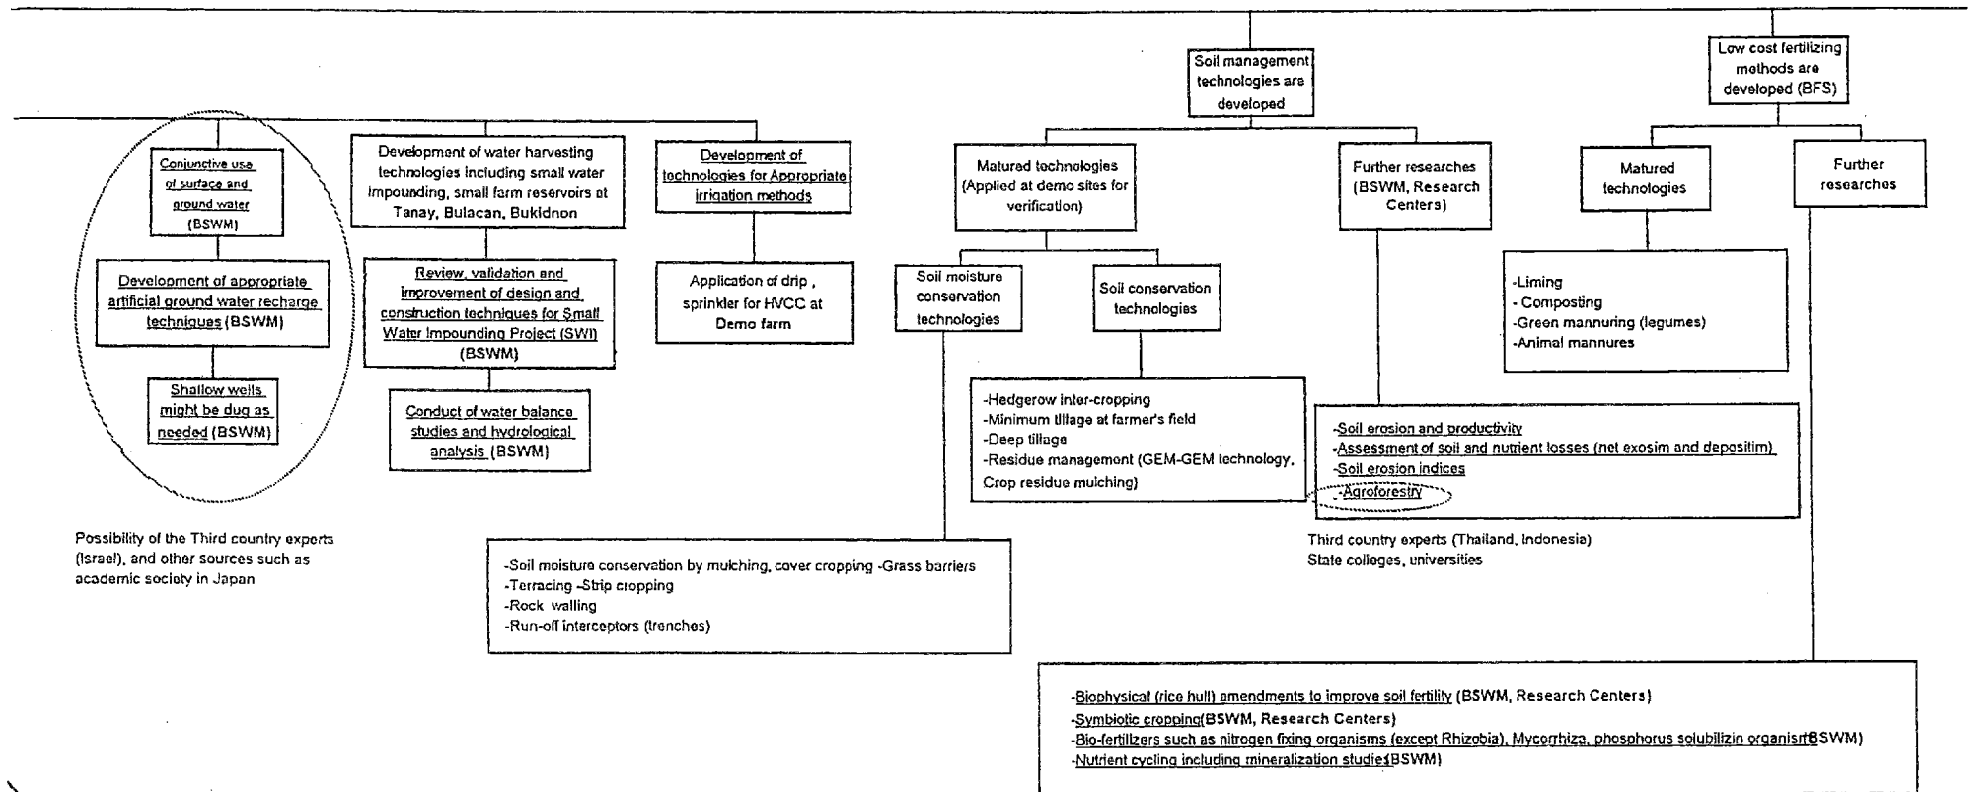 Soil management
technologies are
developed
Low cost fertilizing
methods are
developed (BFS)
Conjunctive use
of surface and
ground water
(BSWM)
Development of water harvesting
technologies including small water
impounding, small farm reservoirs at
Tanay, Bulacan, Bukidnon
Development of
technologies for Appropriate
irrigation methods
Matured technologies
(Applied at demo sites for
verification)
Further researches
(BSWM, Research
Centers)
Matured
technologies
Further
researches
Development of appropriate
artificial ground water recharge
techniques (BSWM)
Review, validation and
improvement of design and
construction techniques for Small
Water Impounding Project (SWI)
(BSWM)
Application of drip ,
sprinkler for HVCC at
Demo farm
Soil moisture
conservation
technologies
Soil conservation
technologies
-Liming
- Composting
-Green mannuring (legumes)
-Animal mannures
Shallow wells
might be dug as
needed (BSWM)
Conduct of water balance
studies and hydrological
analysis (BSWM)
-Hedgerow inter-cropping
-Minimum tillage at farmer's field
-Deep tillage
-Residue management (GEM-GEM technology,
Crop residue mulching)
-Soil erosion and productivity
-Assessment of soil and nutrient losses (net exosim and depositim)
-Soil erosion indices
-Agroforestry
Possibility of the Third country experts
(Israel), and other sources such as
academic society in Japan
Third country experts (Thailand, Indonesia)
State colleges, universities
-Soil moisture conservation by mulching, cover cropping -Grass barriers
-Terracing -Strip cropping
-Rock walling
-Run-off interceptors (trenches)
-Biophysical (rice hull) amendments to improve soil fertility (BSWM, Research Centers)
-Symbiotic cropping(BSWM, Research Centers)
-Bio-fertilizers such as nitrogen fixing organisms (except Rhizobia), Mycorrhiza, phosphorus solubilizin organism(BSWM)
-Nutrient cycling including mineralization studies(BSWM)